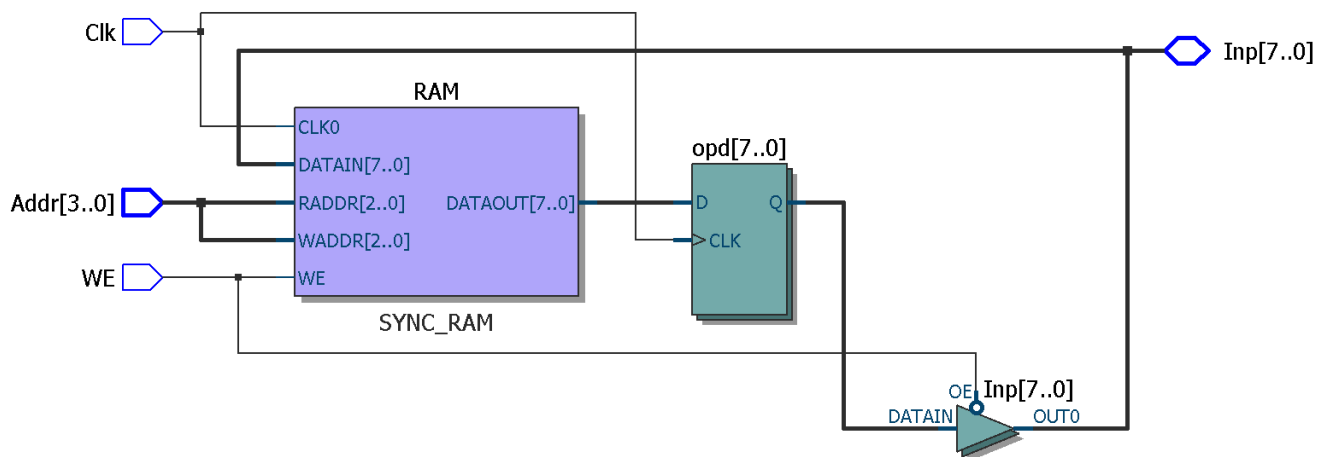 Clk
Inp[7..0]
RAM
CLK0
opd[7..0]
DATAIN[7..0]
Addr[3..0]
RADDR[2..0] DATAOUT[7..0]
D Q
WADDR[2..0]
CLK
WE
WE
SYNC_RAM
OE
Inp[7..0]
DATAIN
OUT0